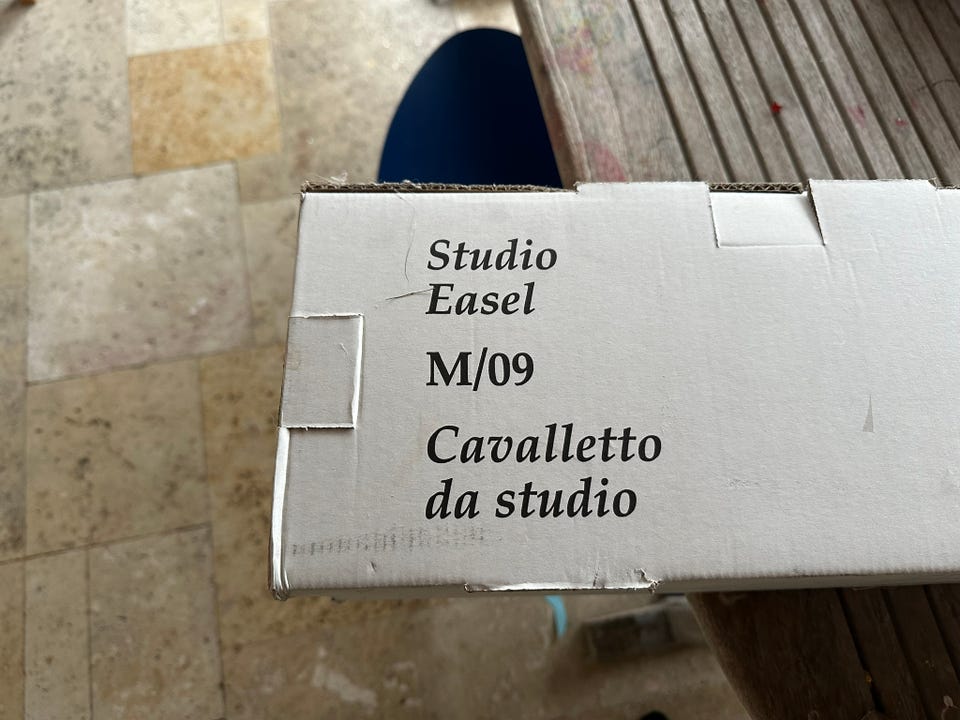 Studio
Easel
M/09
Cavalletto
da studio